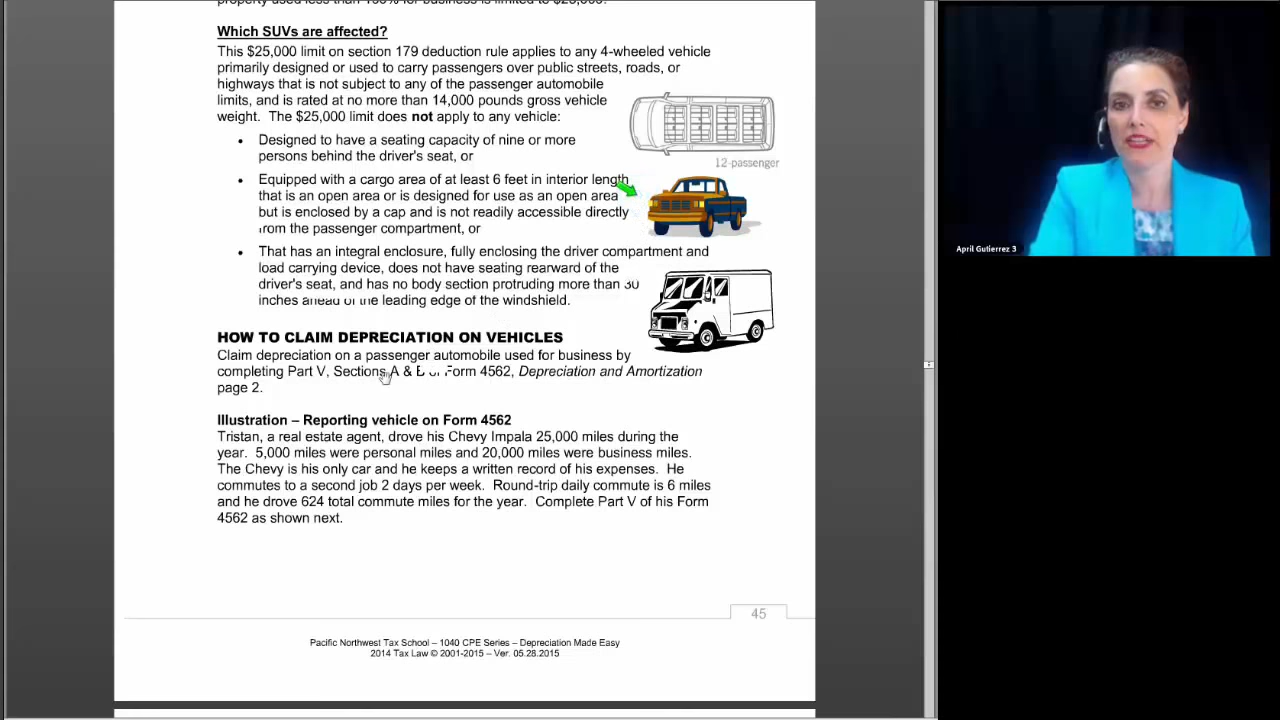 Which SUVs are affected?
This $25,000 limit on section 179 deduction rule applies to any 4-wheeled vehicle
primarily designed or used to carry passengers over public streets, roads, or
highways that is not subject to any of the passenger automobile
limits, and is rated at no more than 14,000 pounds gross vehicle
weight. The $25,000 limit does not apply to any vehicle:
• Designed to have a seating capacity of nine or more
persons behind the driver's seat, or
12-passenger
• Equipped with a cargo area of at least 6 feet in interior length
that is an open area or is designed for use as an open area
but is enclosed by a cap and is not readily accessible directly
from the passenger compartment, or
• That has an integral enclosure, fully enclosing the driver compartment and
load carrying device, does not have seating rearward of the
driver's seat, and has no body section protruding more than 30
inches ahead of the leading edge of the windshield.
HOW TO CLAIM DEPRECIATION ON VEHICLES
Claim depreciation on a passenger automobile used for business by
completing Part V, Sections A & B of Form 4562, Depreciation and Amortization
page 2.
Illustration – Reporting vehicle on Form 4562
Tristan, a real estate agent, drove his Chevy Impala 25,000 miles during the
year. 5,000 miles were personal miles and 20,000 miles were business miles.
The Chevy is his only car and he keeps a written record of his expenses. He
commutes to a second job 2 days per week. Round-trip daily commute is 6 miles
and he drove 624 total commute miles for the year. Complete Part V of his Form
4562 as shown next.
45
Pacific Northwest Tax School – 1040 CPE Series – Depreciation Made Easy
2014 Tax Law © 2001-2015 – Ver. 05.28.2015
April Gutierrez 3